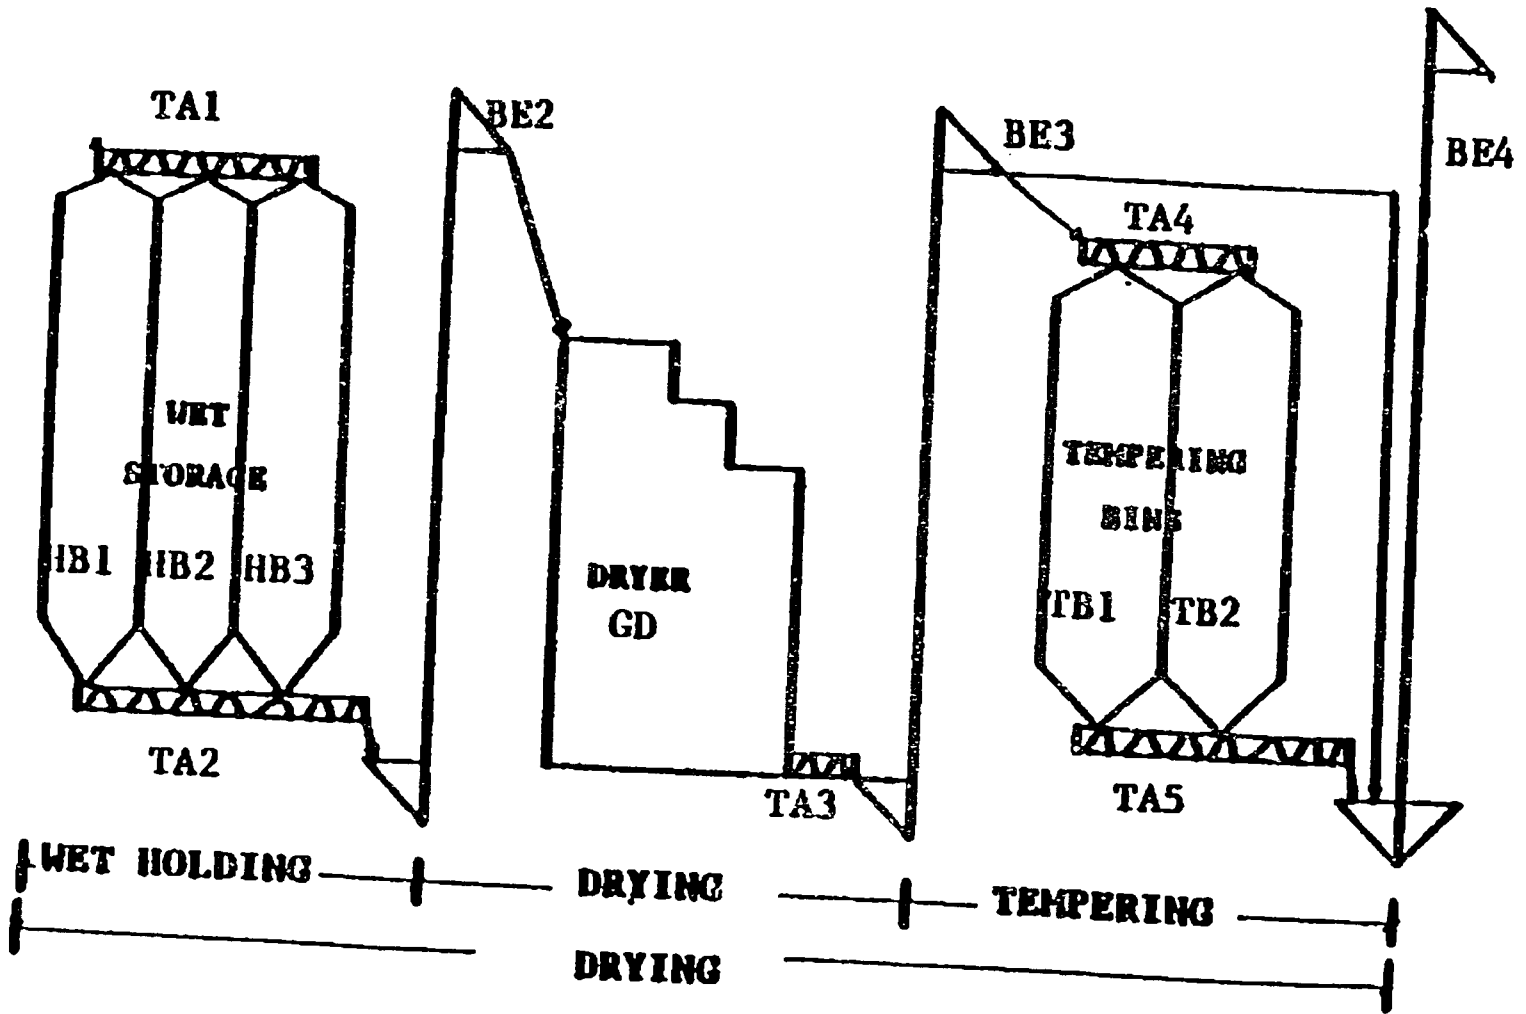 TA1
BE2
BE3
BE4
TA4
WET
STORAGE
HB1 HB2 HB3
TEMPERING
BINS
DRYER
GD
TB1 TB2
TA2
TA3
TA5
WET HOLDING
DRYING
TEMPERING
DRYING